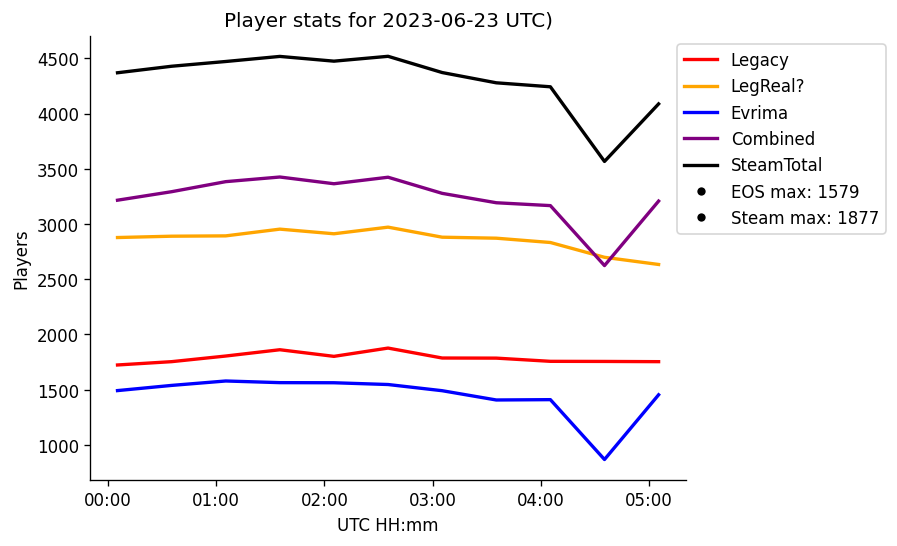 Player stats for 2023-06-23 UTC)
4500
4000
3500
3000
2500
2000
1500
1000
Players
00:00 01:00 02:00 03:00 04:00 05:00
UTC HH:mm
Legacy
LegReal?
Evrima
Combined
SteamTotal
EOS max: 1579
Steam max: 1877